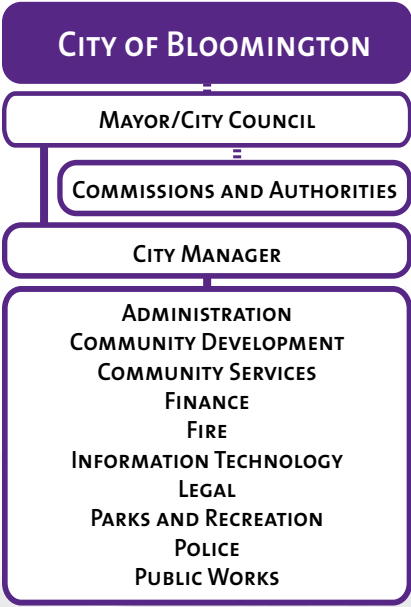 City of Bloomington
Mayor/City Council
Commissions and Authorities
City Manager
Administration
Community Development
Community Services
Finance
Fire
Information Technology
Legal
Parks and Recreation
Police
Public Works